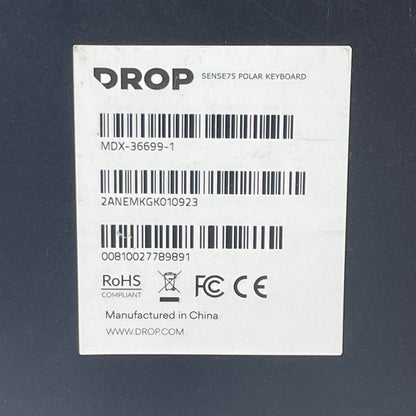 DROP SENSE75 POLAR KEYBOARD
MDX-36699-1
2ANEMKGK010923
00810027789891
RoHS
COMPLIANT
FC CE
Manufactured in China
WWW.DROP.COM